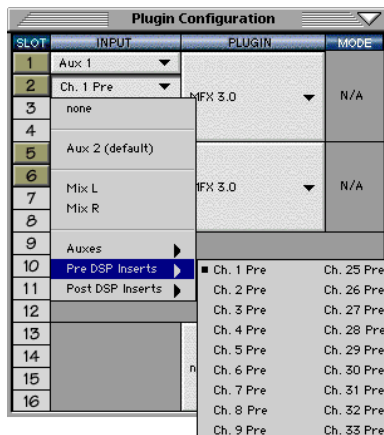 Plugin Configuration
SLOT INPUT PLUGIN MODE
1 Aux 1
2 Ch. 1 Pre
MFX 3.0 N/A
3 none
4 Aux 2 (default)
5
6
MFX 3.0 N/A
7 Mix L
8 Mix R
9 Auxes
10 Pre DSP Inserts
11 Post DSP Inserts
12
13
14
15
16
Ch. 1 Pre Ch. 25 Pre
Ch. 2 Pre Ch. 26 Pre
Ch. 3 Pre Ch. 27 Pre
Ch. 4 Pre Ch. 28 Pre
Ch. 5 Pre Ch. 29 Pre
Ch. 6 Pre Ch. 30 Pre
Ch. 7 Pre Ch. 31 Pre
Ch. 8 Pre Ch. 32 Pre
Ch. 9 Pre Ch. 33 Pre